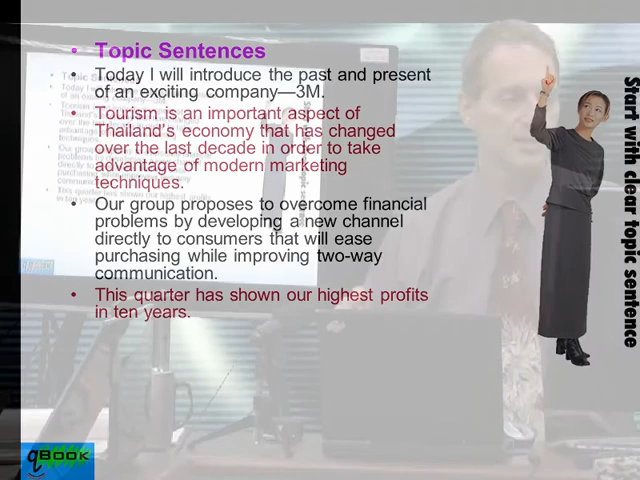 Topic Sentences
Today I will introduce the past and present
of an exciting company—3M.
Tourism is an important aspect of
Thailand's economy that has changed
over the last decade in order to take
advantage of modern marketing
techniques.
Our group proposes to overcome financial
problems by developing a new channel
directly to consumers that will ease
purchasing while improving two-way
communication.
This quarter has shown our highest profits
in ten years.
Start with clear topic sentence
qBOOK